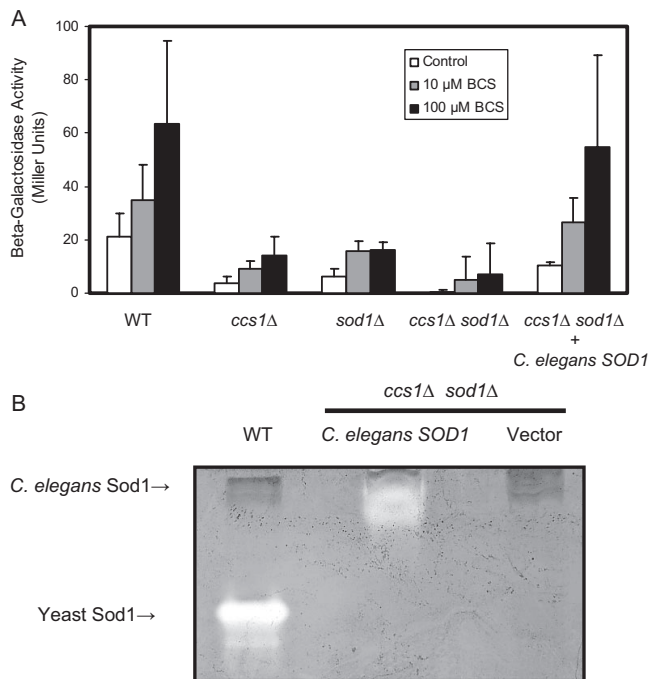 A
Beta-Galactosidase Activity
(Miller Units)
100
80
60
40
20
0
Control
10 µM BCS
100 µM BCS
WT
ccs1Δ
sod1Δ
ccs1Δ sod1Δ
ccs1Δ sod1Δ
+
C. elegans SOD1
B
ccs1Δ sod1Δ
WT
C. elegans SOD1
Vector
C. elegans Sod1→
Yeast Sod1→